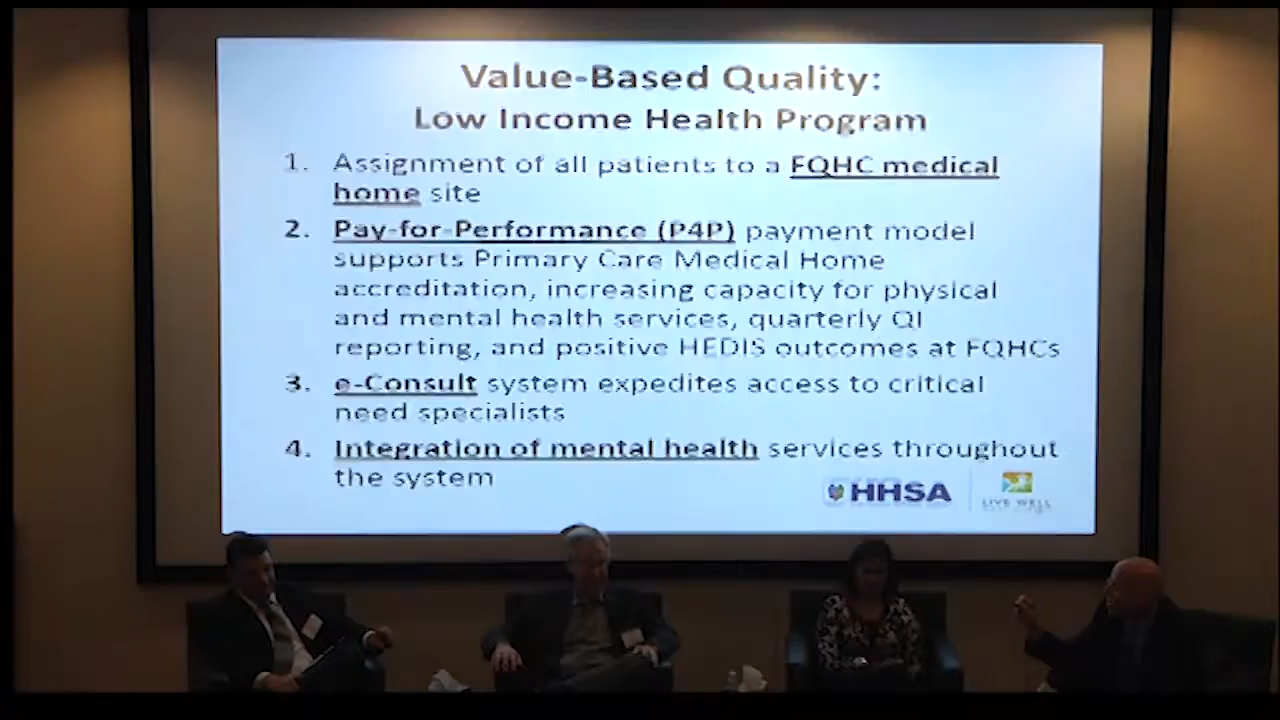 Value-Based Quality:
Low Income Health Program
1. Assignment of all patients to a FQHC medical
home site
2. Pay-for-Performance (P4P) payment model
supports Primary Care Medical Home
accreditation, increasing capacity for physical
and mental health services, quarterly QI
reporting, and positive HEDIS outcomes at FQHCs
3. e-Consult system expedites access to critical
need specialists
4. Integration of mental health services throughout
the system
HHSA
LIVE WELL